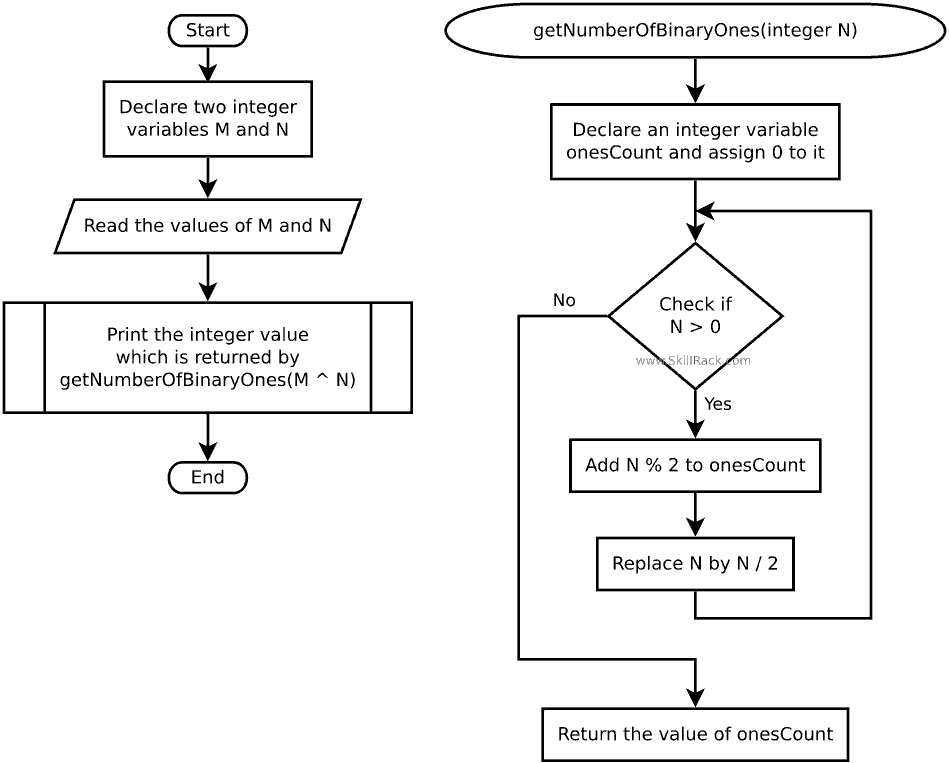 Start
Declare two integer
variables M and N
Read the values of M and N
Print the integer value
which is returned by
getNumberOfBinaryOnes(M ^ N)
End
getNumberOfBinaryOnes(integer N)
Declare an integer variable
onesCount and assign 0 to it
Check if
N > 0
www.SkillRack.com
No
Yes
Add N % 2 to onesCount
Replace N by N / 2
Return the value of onesCount